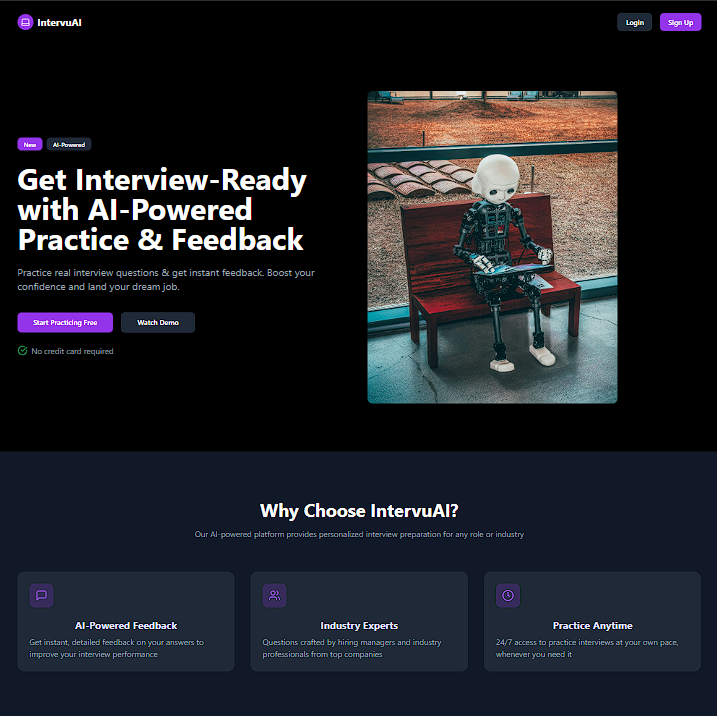 IntervuAI
Login
Sign Up
New
AI-Powered
Get Interview-Ready
with AI-Powered
Practice & Feedback
Practice real interview questions & get instant feedback. Boost your
confidence and land your dream job.
Start Practicing Free
Watch Demo
No credit card required
Why Choose IntervuAI?
Our AI-powered platform provides personalized interview preparation for any role or industry
AI-Powered Feedback
Get instant, detailed feedback on your answers to
improve your interview performance
Industry Experts
Questions crafted by hiring managers and industry
professionals from top companies
Practice Anytime
24/7 access to practice interviews at your own pace,
whenever you need it